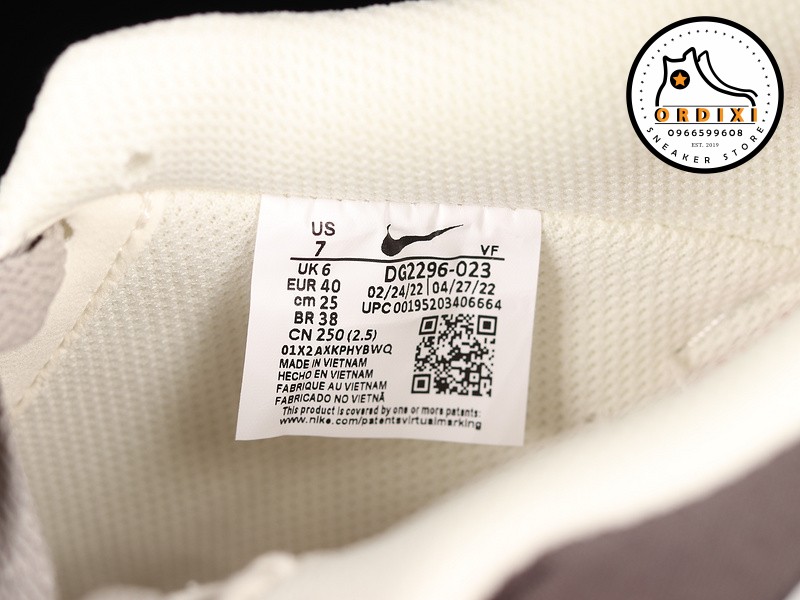 ORDIXI
0966599608
EST. 2019
SNEAKER STORE
US
7
VF
UK 6
DG2296-023
EUR 40
02/24/22 | 04/27/22
cm 25
UPC 00195203406664
BR 38
CN 250 (2.5)
01X2AXKPHYBWQ
MADE IN VIETNAM
HECHO EN VIETNAM
FABRIQUE AU VIETNAM
FABRICADO NO VIETNÃ
This product is covered by one or more patents:
www.nike.com/patentsvirtualmarking